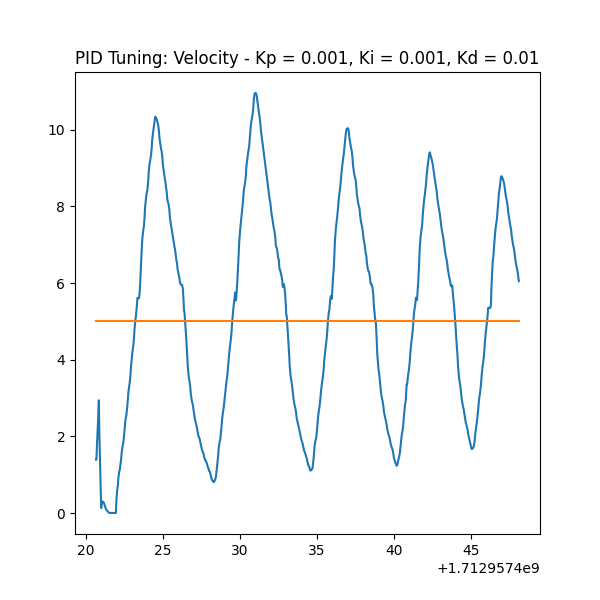 PID Tuning: Velocity - Kp = 0.001, Ki = 0.001, Kd = 0.01
10
8
6
4
2
0
20 25 30 35 40 45
+1.7129574e9